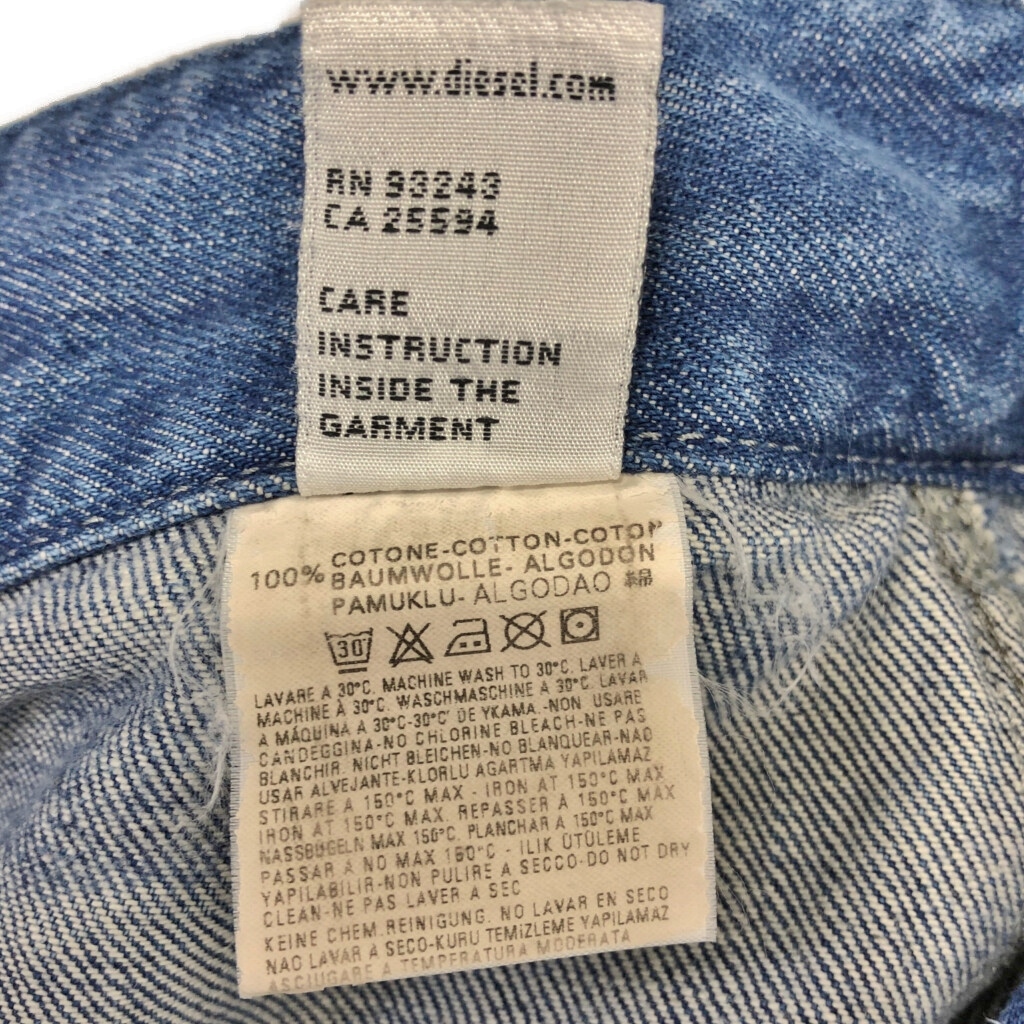 www.diesel.com
RN 93243
CA 25594
CARE
INSTRUCTION
INSIDE THE
GARMENT
COTONE-COTTON-COTON
100% BAUMWOLLE- ALGODON
PAMUKLU- ALGODAO 綿
30
LAVARE A 30°C. MACHINE WASH TO 30°C. LAVER A
MACHINE À 30°C. WASCHMASCHINE A 30°C. LAVAR
A MÁQUINA A 30°C-30°C' DE YKAMA.-NON USARE
CANDEGGINA-NO CHLORINE BLEACH-NE PAS
BLANCHIR. NICHT BLEICHEN-NO BLANQUEAR-NAO
USAR ALVEJANTE-KLORLU AGARTMA YAPILAMAZ
STIRARE A 150°C MAX - IRON AT 150°C MAX
IRON AT 150°C MAX. REPASSER A 150°C MAX
NASSBÜGELN MAX 150°C. PLANCHAR A 150°C MAX
PASSAR A NO MAX 150°C - ILIK ÜTÜLEME
YAPILABILIR-NON PULIRE A SECCO-DO NOT DRY
CLEAN-NE PAS LAVER A SEC
KEINE CHEM.REINIGUNG. NO LAVAR EN SECO
NAO LAVAR A SECO-KURU TEMİZLEME YAPILAMAZ
ASCIUGARE A TEMPERATURA MODERATA